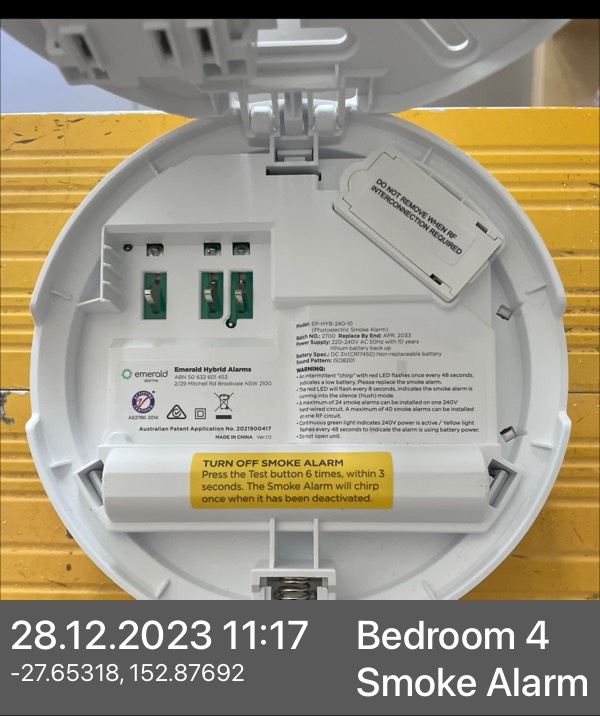 DO NOT REMOVE WHEN RF
INTERCONNECTION REQUIRED
Model: EP-HYB-240-10
(Photoelectric Smoke Alarm)
Batch NO.: 2700 Replace By End: APR. 2033
Power Supply: 220-240V AC 50Hz with 10 years
lithium battery back up
Battery Spec.: DC 3V(CR17450) Non-replaceable battery
Sound Pattern: ISO8201
WARNING:
• An intermittent "chirp" with red LED flashes once every 48 seconds,
indicates a low battery, Please replace the smoke alarm.
• The red LED will flash every 8 seconds, indicates the smoke alarm is
running in the silence (Hush) mode.
• A maximum of 24 smoke alarms can be installed on one 240V
hard-wired circuit. A maximum of 40 smoke alarms can be installed
on one RF circuit.
• Continuous green light indicates 240V power is active / Yellow light
flashes every 48 seconds to indicate the alarm is using battery power.
• Do not open unit.
emerald
alarms
Emerald Hybrid Alarms
ABN 50 632 601 452
2/29 Mitchell Rd Brookvale NSW 2100
AS3786: 2014
Australian Patent Application No. 2021900417
MADE IN CHINA Ver:1.0
TURN OFF SMOKE ALARM
Press the Test button 6 times, within 3
seconds. The Smoke Alarm will chirp
once when it has been deactivated.
28.12.2023 11:17
-27.65318, 152.87692
Bedroom 4
Smoke Alarm